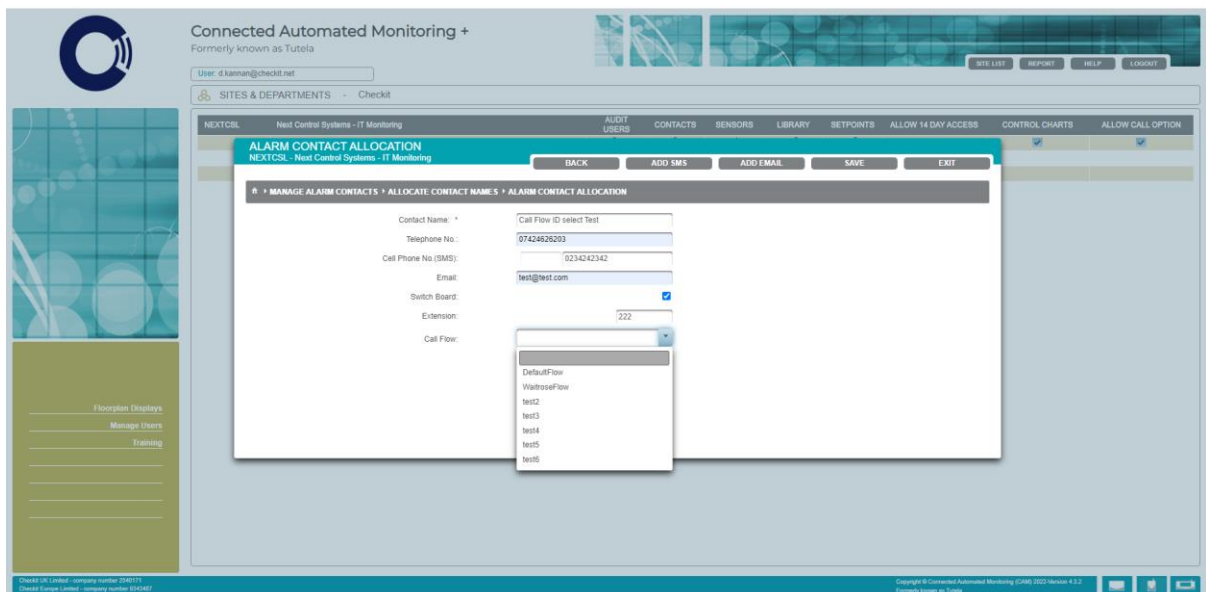 Connected Automated Monitoring +
Formerly known as Tutela
User: d.kannan@checkit.net
SITE LIST REPORT HELP LOGOUT
SITES & DEPARTMENTS - Checkit
NEXTCSL Next Control Systems - IT Monitoring AUDIT USERS CONTACTS SENSORS LIBRARY SETPOINTS ALLOW 14 DAY ACCESS CONTROL CHARTS ALLOW CALL OPTION
ALARM CONTACT ALLOCATION
NEXTCSL - Next Control Systems - IT Monitoring
BACK ADD SMS ADD EMAIL SAVE EXIT
MANAGE ALARM CONTACTS ALLOCATE CONTACT NAMES ALARM CONTACT ALLOCATION
Contact Name: * Call Flow ID select Test
Telephone No.: 07424626203
Cell Phone No.(SMS): 0234242342
Email: test@test.com
Switch Board:
Extension: 222
Call Flow:
DefaultFlow
WaitroseFlow
test2
test3
test4
test5
test6
Floorplan Displays
Manage Users
Training
Checkit UK Limited - company number 2540171
Checkit Europe Limited - company number
Copyright © Connected Automated Monitoring (CAM) 2022-Version 4.3.2
Formerly known as Tutela